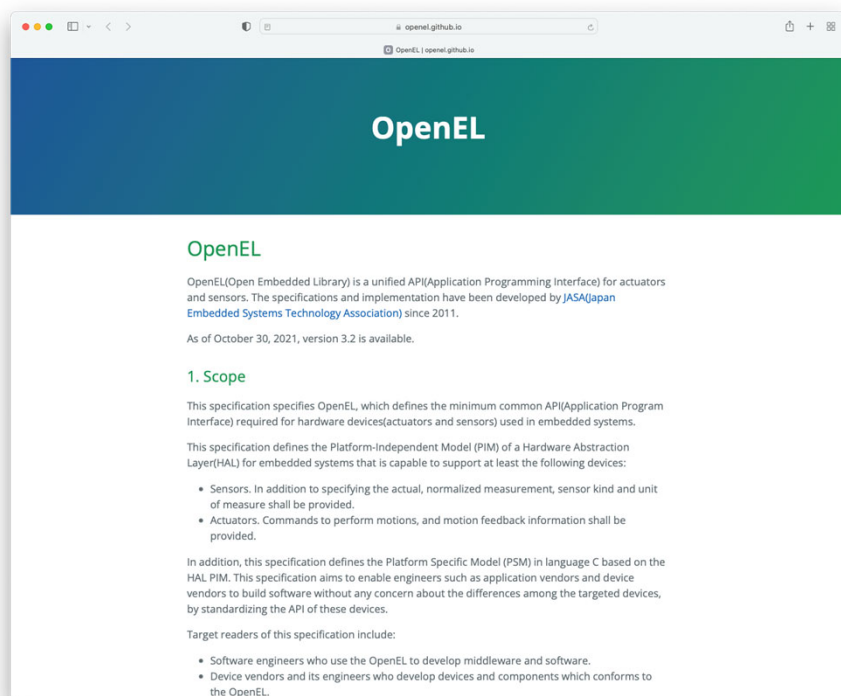 openel.github.io
OpenEL | openel.github.io
OpenEL
OpenEL
OpenEL(Open Embedded Library) is a unified API(Application Programming Interface) for actuators
and sensors. The specifications and implementation have been developed by JASA(Japan
Embedded Systems Technology Association) since 2011.
As of October 30, 2021, version 3.2 is available.
1. Scope
This specification specifies OpenEL, which defines the minimum common API(Application Program
Interface) required for hardware devices(actuators and sensors) used in embedded systems.
This specification defines the Platform-Independent Model (PIM) of a Hardware Abstraction
Layer(HAL) for embedded systems that is capable to support at least the following devices:
• Sensors. In addition to specifying the actual, normalized measurement, sensor kind and unit
of measure shall be provided.
• Actuators. Commands to perform motions, and motion feedback information shall be
provided.
In addition, this specification defines the Platform Specific Model (PSM) in language C based on the
HAL PIM. This specification aims to enable engineers such as application vendors and device
vendors to build software without any concern about the differences among the targeted devices,
by standardizing the API of these devices.
Target readers of this specification include:
• Software engineers who use the OpenEL to develop middleware and software.
• Device vendors and its engineers who develop devices and components which conforms to
the OpenEL.